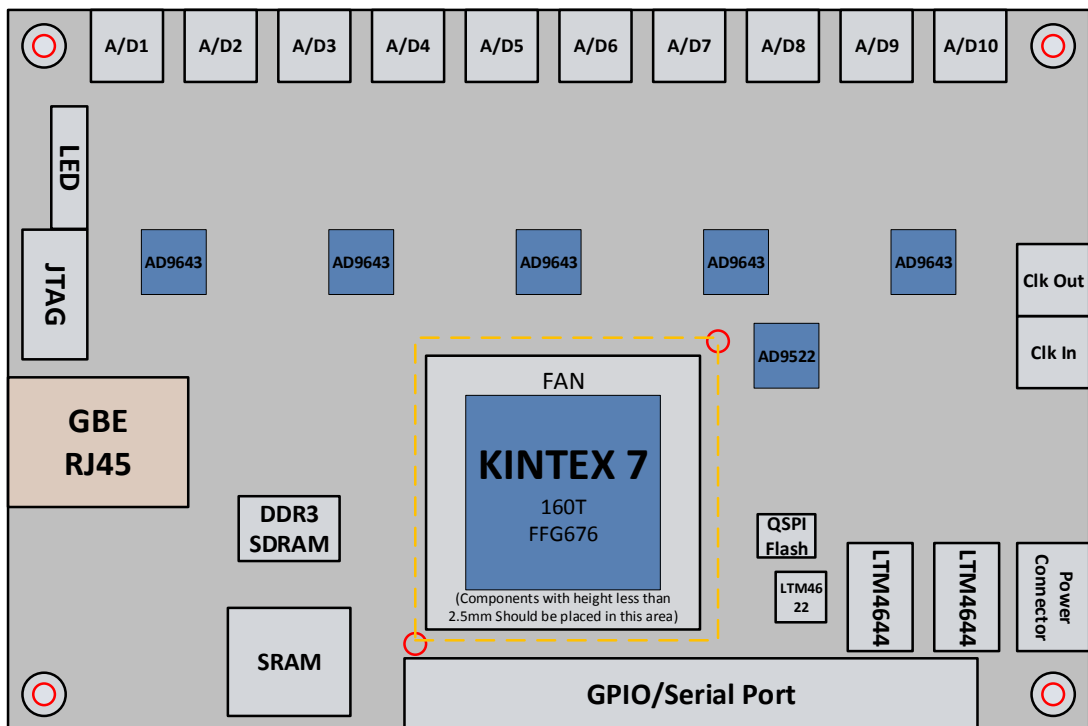 A/D1 A/D2 A/D3 A/D4 A/D5 A/D6 A/D7 A/D8 A/D9 A/D10
LED
JTAG
AD9643 AD9643 AD9643 AD9643 AD9643
Clk Out
Clk In
AD9522
FAN
GBE
RJ45
KINTEX 7
160T
FFG676
DDR3
SDRAM
QSPI
Flash
LTM46
22
LTM4644
LTM4644
Power
Connector
(Components with height less than
2.5mm Should be placed in this area)
SRAM
GPIO/Serial Port